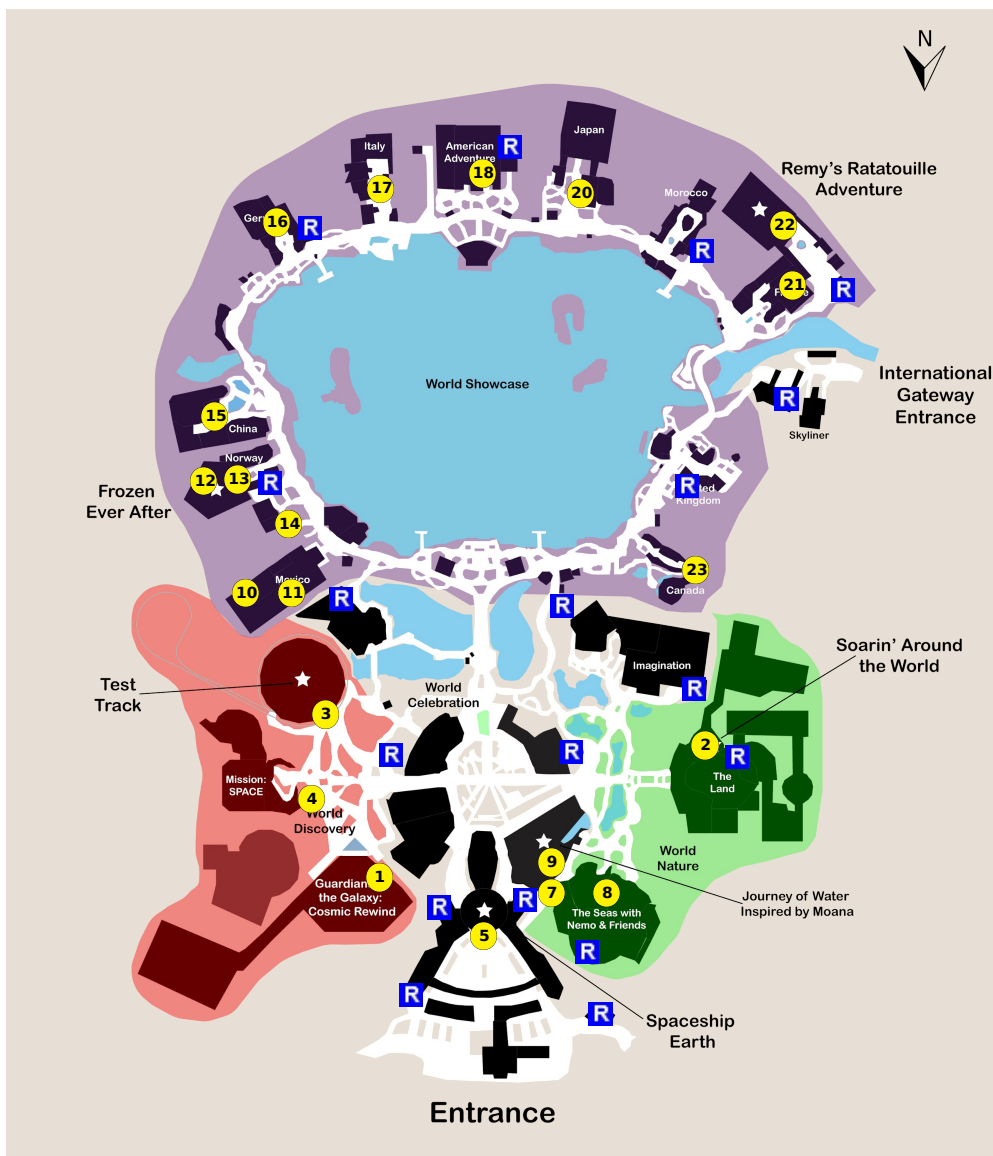 N
Japan
Italy
American
Adventure
R
18
17
20
Remy's Ratatouille
Adventure
Morocco
16
R
22
R
21
R
International
Gateway
Entrance
R
Skyliner
World Showcase
15
China
Norway
12
13
R
Frozen
Ever After
14
R
Kingdom
10
Mexico
11
R
23
Canada
R
Imagination
R
Soarin' Around
the World
Test
Track
World
Celebration
3
R
R
2
R
The
Land
Mission:
SPACE
4
World
Discovery
World
Nature
1
Guardian
the Galaxy:
Cosmic Rewind
9
7
8
Journey of Water
Inspired by Moana
R
R
The Seas with
Nemo & Friends
5
R
R
R
Spaceship
Earth
Entrance